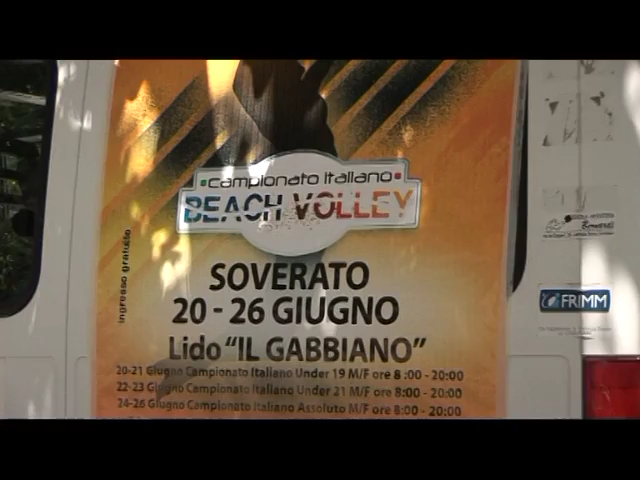 campionato italiano
BEACH VOLLEY
ingresso gratuito
SOVERATO
20 - 26 GIUGNO
Lido "IL GABBIANO"
20-21 Giugno Campionato Italiano Under 19 M/F ore 8 :00 - 20:00
22-23 Giugno Campionato Italiano Under 21 M/F ore 8:00 - 20:00
24-26 Giugno Campionato Italiano Assoluto M/F ore 8:00 - 20:00
FRIMM